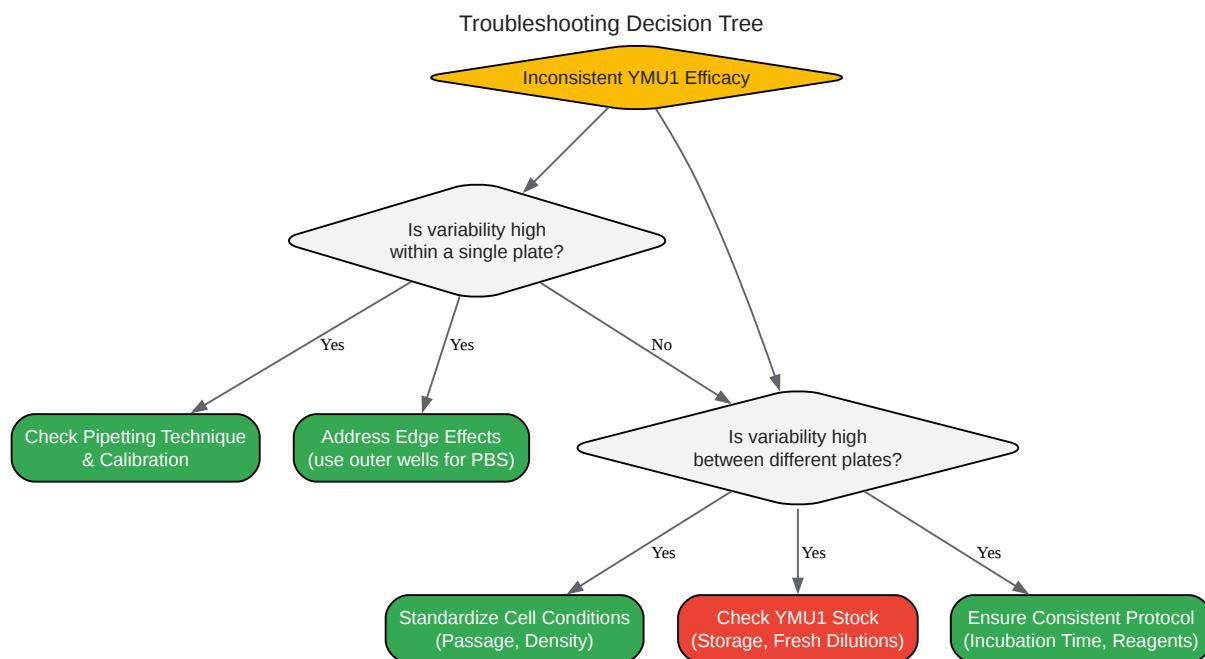 Troubleshooting Decision Tree
Inconsistent YMU1 Efficacy
Is variability high
within a single plate?
Yes
Yes
No
Check Pipetting Technique
& Calibration
Address Edge Effects
(use outer wells for PBS)
Is variability high
between different plates?
Yes
Yes
Yes
Standardize Cell Conditions
(Passage, Density)
Check YMU1 Stock
(Storage, Fresh Dilutions)
Ensure Consistent Protocol
(Incubation Time, Reagents)